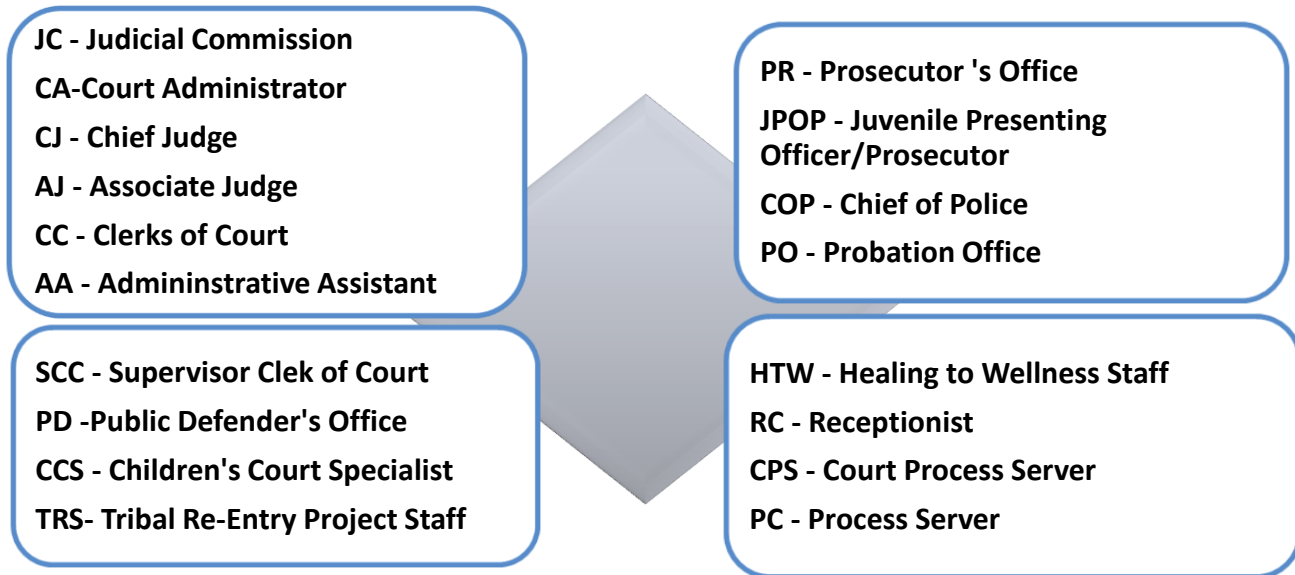 JC - Judicial Commission
CA-Court Administrator
CJ - Chief Judge
AJ - Associate Judge
CC - Clerks of Court
AA - Admininstrative Assistant
PR - Prosecutor 's Office
JPOP - Juvenile Presenting
Officer/Prosecutor
COP - Chief of Police
PO - Probation Office
SCC - Supervisor Clek of Court
PD -Public Defender's Office
CCS - Children's Court Specialist
TRS- Tribal Re-Entry Project Staff
HTW - Healing to Wellness Staff
RC - Receptionist
CPS - Court Process Server
PC - Process Server